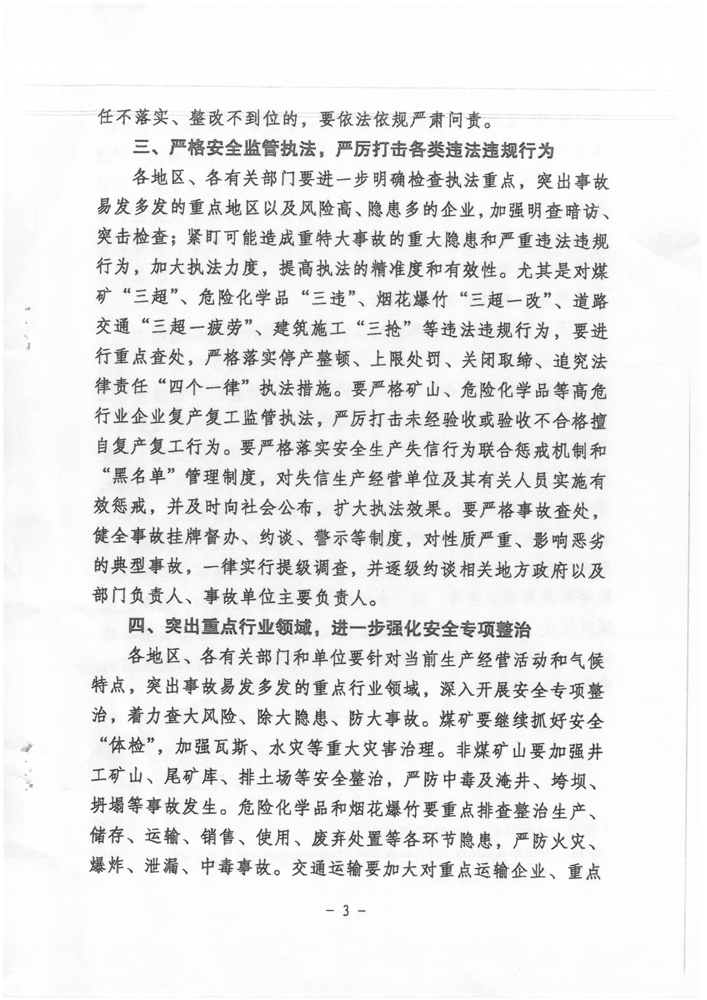 任不落实、整改不到位的，要依法依规严肃问责。
三、严格安全监管执法，严厉打击各类违法违规行为
各地区、各有关部门要进一步明确检查执法重点，突出事故
易发多发的重点地区以及风险高、隐患多的企业，加强明查暗访、
突击检查；紧盯可能造成重特大事故的重大隐患和严重违法违规
行为，加大执法力度，提高执法的精准度和有效性。尤其是对煤
矿“三超”、危险化学品“三违”、烟花爆竹“三超一改”、道路
交通“三超一疲劳”、建筑施工“三抢”等违法违规行为，要进
行重点查处，严格落实停产整顿、上限处罚、关闭取缔、追究法
律责任“四个一律”执法措施。要严格矿山、危险化学品等高危
行业企业复产复工监管执法，严厉打击未经验收或验收不合格擅
自复产复工行为。要严格落实安全生产失信行为联合惩戒机制和
“黑名单”管理制度，对失信生产经营单位及其有关人员实施有
效惩戒，并及时向社会公布，扩大执法效果。要严格事故查处，
健全事故挂牌督办、约谈、警示等制度，对性质严重、影响恶劣
的典型事故，一律实行提级调查，并逐级约谈相关地方政府以及
部门负责人、事故单位主要负责人。
四、突出重点行业领域，进一步强化安全专项整治
各地区、各有关部门和单位要针对当前生产经营活动和气候
特点，突出事故易发多发的重点行业领域，深入开展安全专项整
治，着力查大风险、除大隐患、防大事故。煤矿要继续抓好安全
“体检”，加强瓦斯、水灾等重大灾害治理。非煤矿山要加强井
工矿山、尾矿库、排土场等安全整治，严防中毒及淹井、垮坝、
坍塌等事故发生。危险化学品和烟花爆竹要重点排查整治生产、
储存、运输、销售、使用、废弃处置等各环节隐患，严防火灾、
爆炸、泄漏、中毒事故。交通运输要加大对重点运输企业、重点
- 3 -